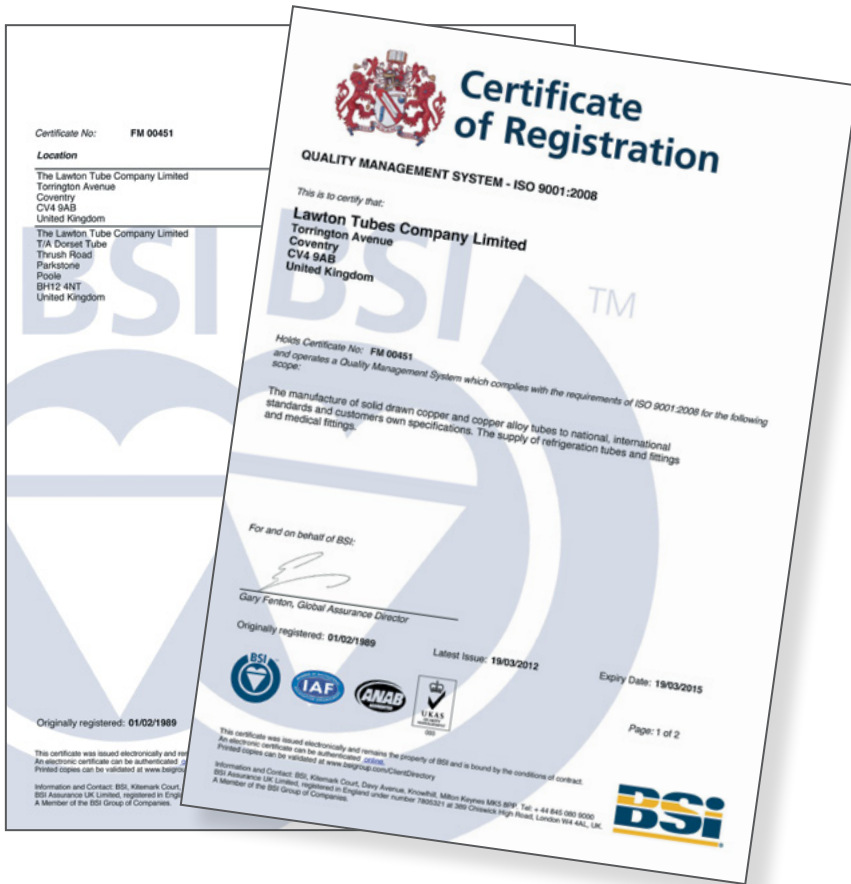 Certificate No: FM 00451
Location
The Lawton Tube Company Limited
Torrington Avenue
Coventry
CV4 9AB
United Kingdom
The Lawton Tube Company Limited
T/A Dorset Tube
Thrush Road
Parkstone
Poole
BH12 4NT
United Kingdom
BSI
Originally registered: 01/02/1989
This certificate was issued electronically and
An electronic certificate can be authenticated
Printed copies can be validated at
Information and Contact: BSI, Kitemark Court,
BSI Assurance UK Limited, registered in
A Member of the BSI Group of Companies.
Certificate
of Registration
QUALITY MANAGEMENT SYSTEM - ISO 9001:2008
This is to certify that:
Lawton Tubes Company Limited
Torrington Avenue
Coventry
CV4 9AB
United Kingdom
BSI TM
Holds Certificate No: FM 00451
and operates a Quality Management System which complies with the requirements of ISO 9001:2008 for the following
scope:
The manufacture of solid drawn copper and copper alloy tubes to national, international
standards and customers own specifications. The supply of refrigeration tubes and fittings
and medical fittings.
For and on behalf of BSI:
Gary Fenton, Global Assurance Director
Originally registered: 01/02/1989 Latest Issue: 19/03/2012 Expiry Date: 19/03/2015
BSI IAF ANAB UKAS
Page: 1 of 2
This certificate was issued electronically and remains the property of BSI and is bound by the conditions of contract.
An electronic certificate can be authenticated online.
Printed copies can be validated at www.bsigroup.com/ClientDirectory
Information and Contact: BSI, Kitemark Court, Davy Avenue, Knowlhill, Milton Keynes MK5 8PP. Tel: + 44 845 080 9000
BSI Assurance UK Limited, registered in England under number 7805321 at 389 Chiswick High Road, London W4 4AL, UK.
A Member of the BSI Group of Companies.
bsi